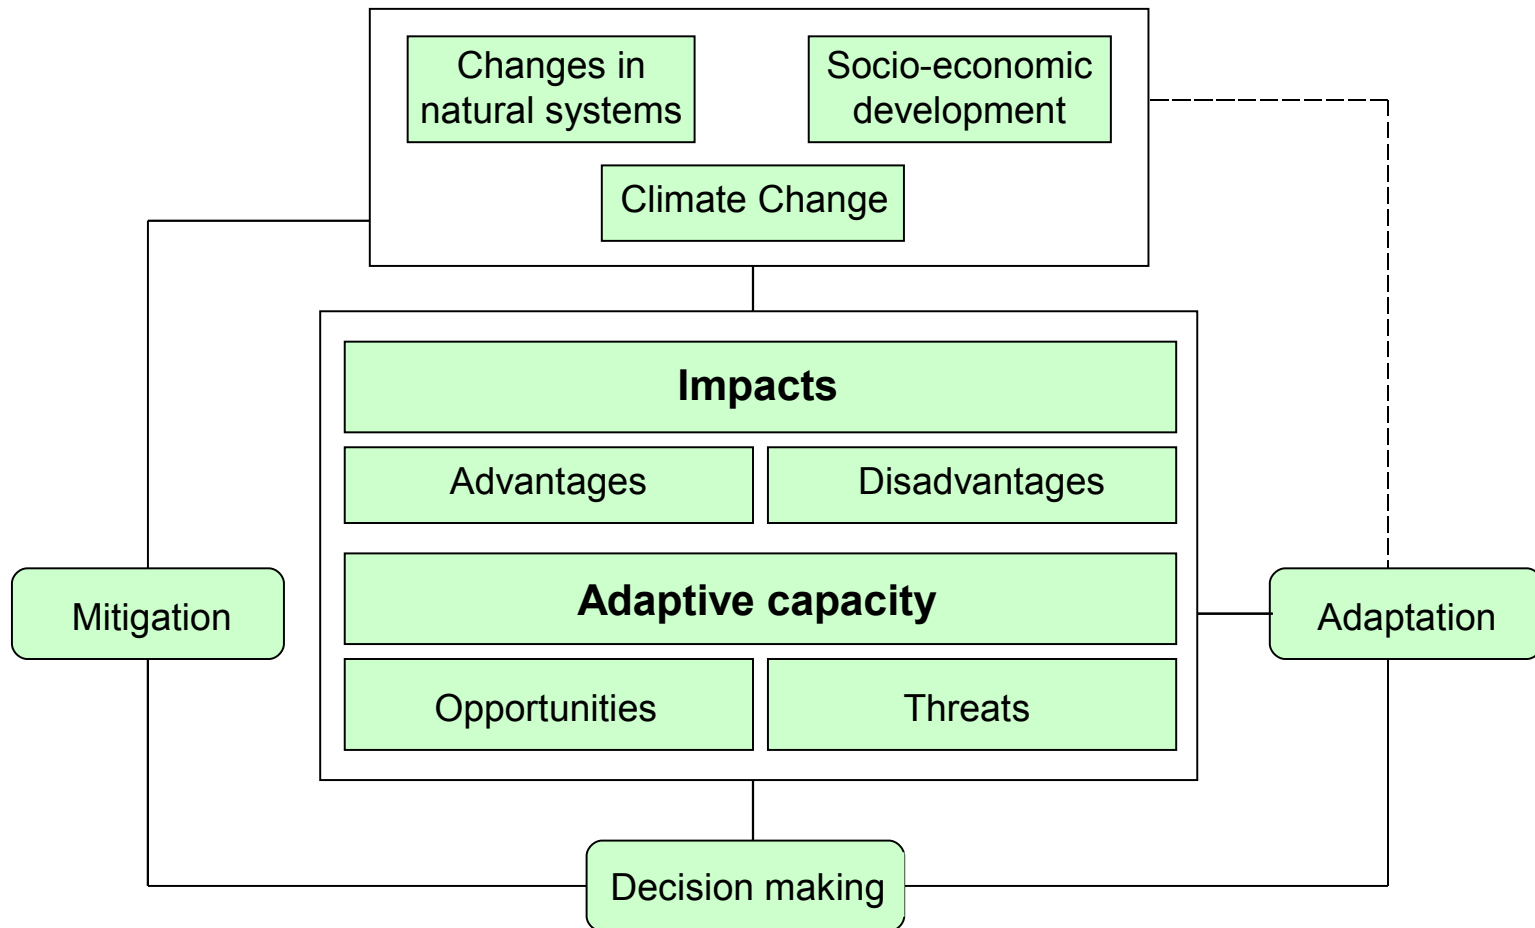 Changes in
natural systems
Socio-economic
development
Climate Change
Impacts
Advantages
Disadvantages
Adaptive capacity
Mitigation
Adaptation
Opportunities
Threats
Decision making